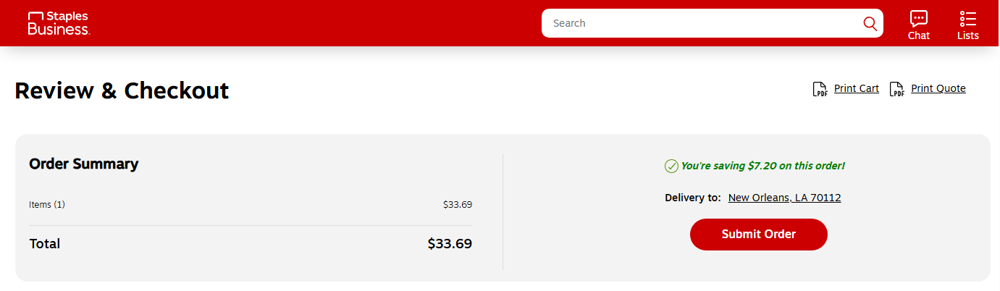 Staples
Business.
Search
Chat
Lists
Review & Checkout
PDF Print Cart
PDF Print Quote
Order Summary
Items (1) $33.69
Total $33.69
You're saving $7.20 on this order!
Delivery to: New Orleans, LA 70112
Submit Order